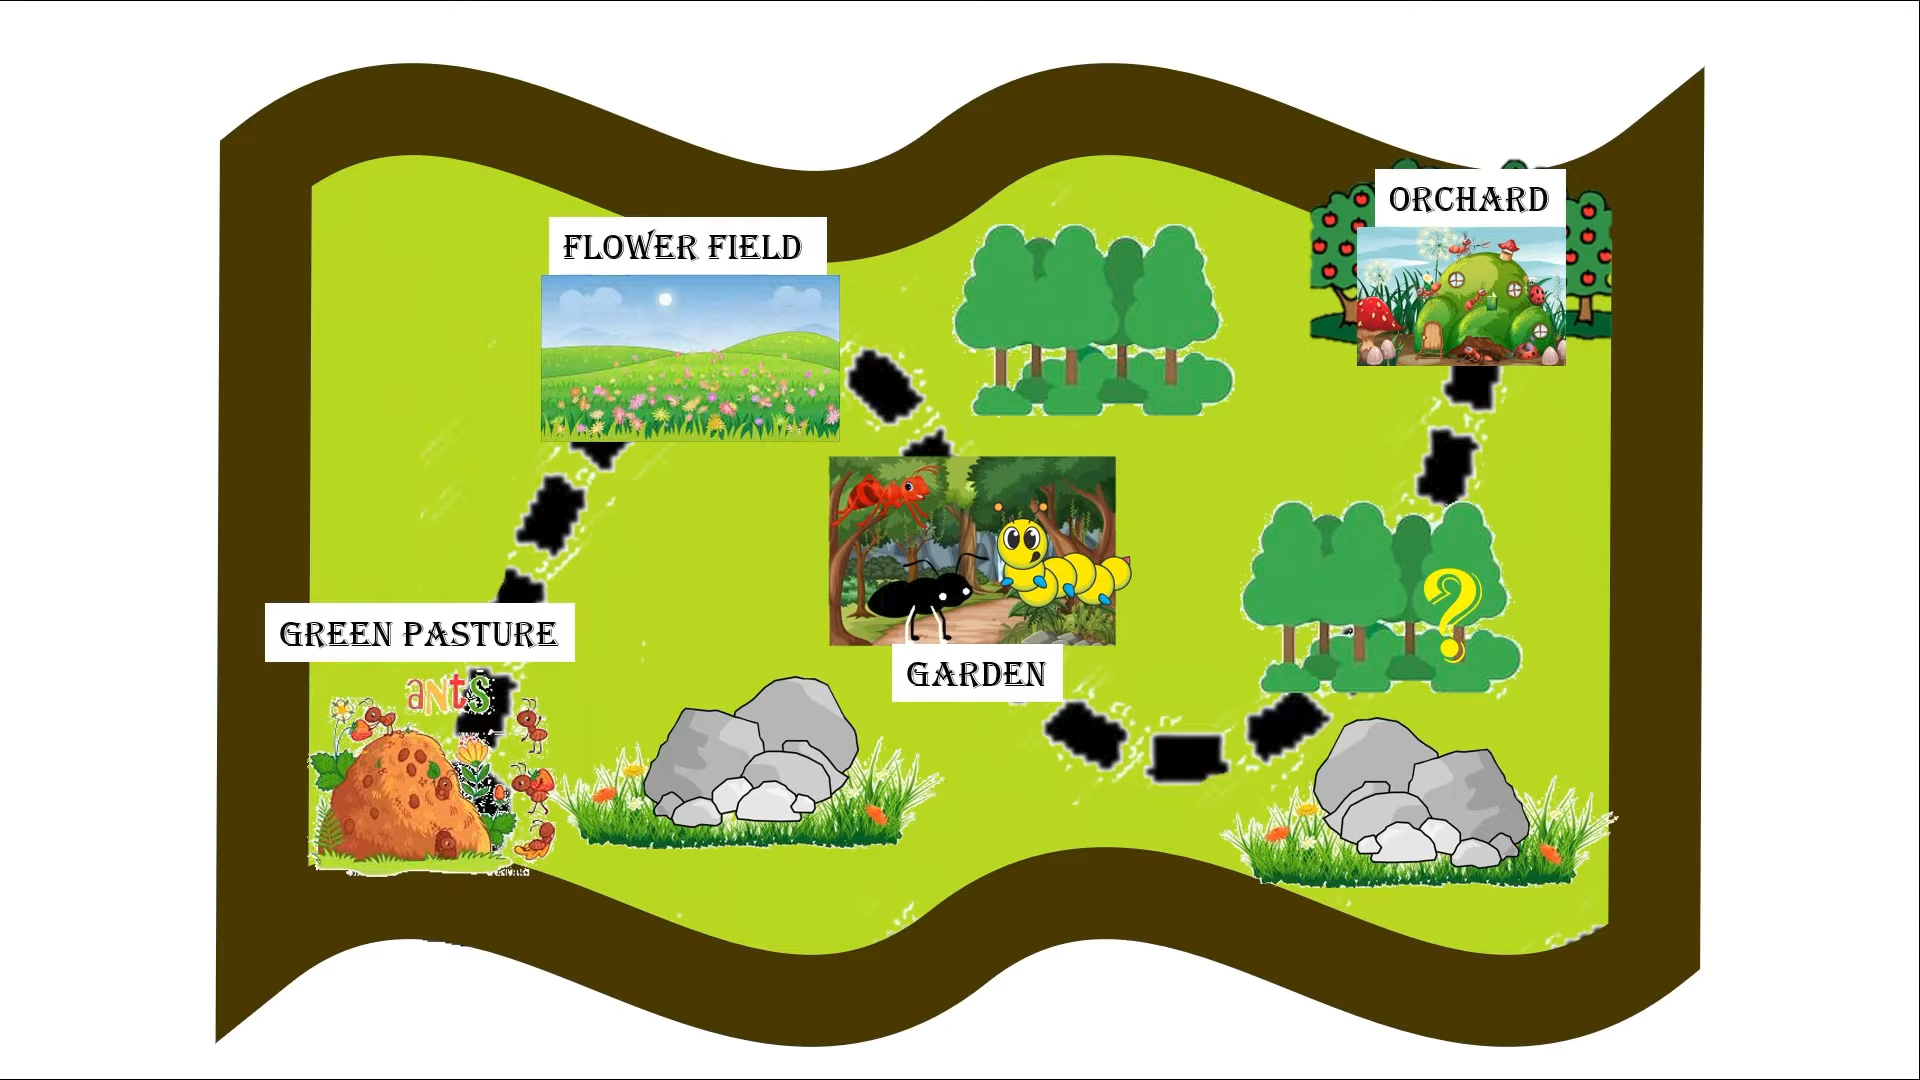 ORCHARD
FLOWER FIELD
GREEN PASTURE
GARDEN
?
ants